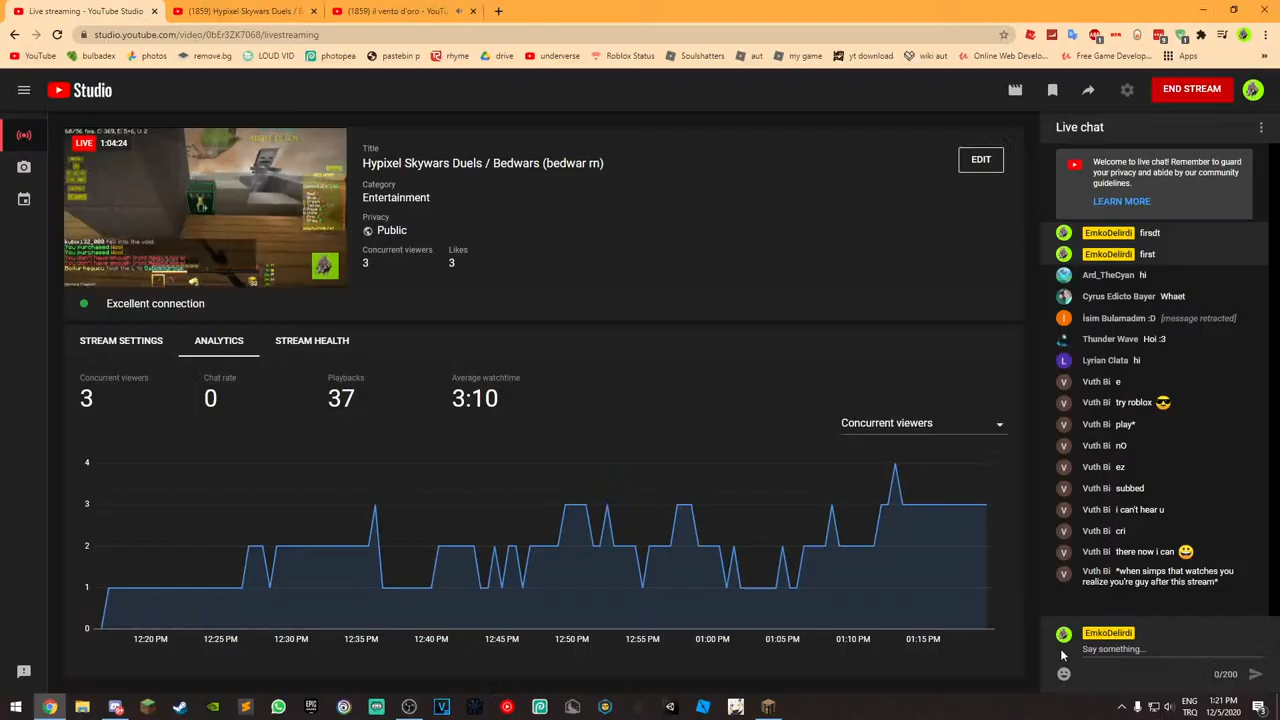 Live streaming - YouTube Studio
(1859) Hypixel Skywars Duels / B
(1859) il vento d'oro - YouTu
studio.youtube.com/video/0bEr3ZK7068/livestreaming
YouTube bulbadex photos remove.bg LOUD VID photopea pastebin p rhyme drive underverse Roblox Status Soulshatters aut my game yt download wiki aut Online Web Develo... Free Game Develop... Apps
Studio
END STREAM
LIVE 1:04:24
Title
Hypixel Skywars Duels / Bedwars (bedwar rn)
EDIT
Category
Entertainment
Privacy
Public
Concurrent viewers Likes
3 3
Excellent connection
STREAM SETTINGS ANALYTICS STREAM HEALTH
Concurrent viewers Chat rate Playbacks Average watchtime
3 0 37 3:10
Concurrent viewers
4
3
2
1
0
12:20 PM 12:25 PM 12:30 PM 12:35 PM 12:40 PM 12:45 PM 12:50 PM 12:55 PM 01:00 PM 01:05 PM 01:10 PM 01:15 PM
Live chat
Welcome to live chat! Remember to guard
your privacy and abide by our community
guidelines.
LEARN MORE
EmkoDelirdi firsdt
EmkoDelirdi first
Ard_TheCyan hi
Cyrus Edicto Bayer Whaet
İsim Bulamadım :D [message retracted]
Thunder Wave Hoi :3
Lyrian Clata hi
Vuth Bi e
Vuth Bi try roblox 😎
Vuth Bi play*
Vuth Bi nO
Vuth Bi ez
Vuth Bi subbed
Vuth Bi i can't hear u
Vuth Bi cri
Vuth Bi there now i can 😀
Vuth Bi *when simps that watches you
realize you're guy after this stream*
EmkoDelirdi
Say something...
0/200
ENG 1:21 PM
TRQ 12/5/2020